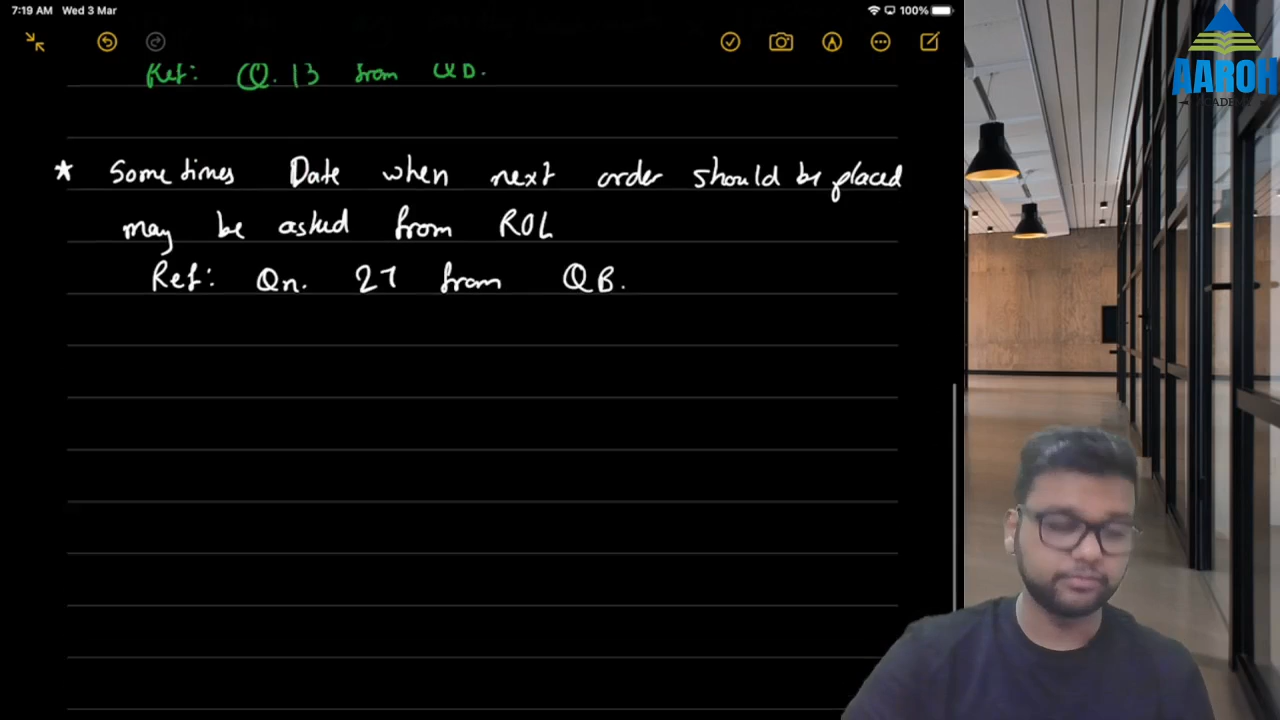 7:19 AM Wed 3 Mar
100%
Ref: Q. 13 from QB.
AAROH
ACADEMY
* Sometimes Date when next order should be placed
may be asked from ROL
Ref: Qn. 27 from QB.